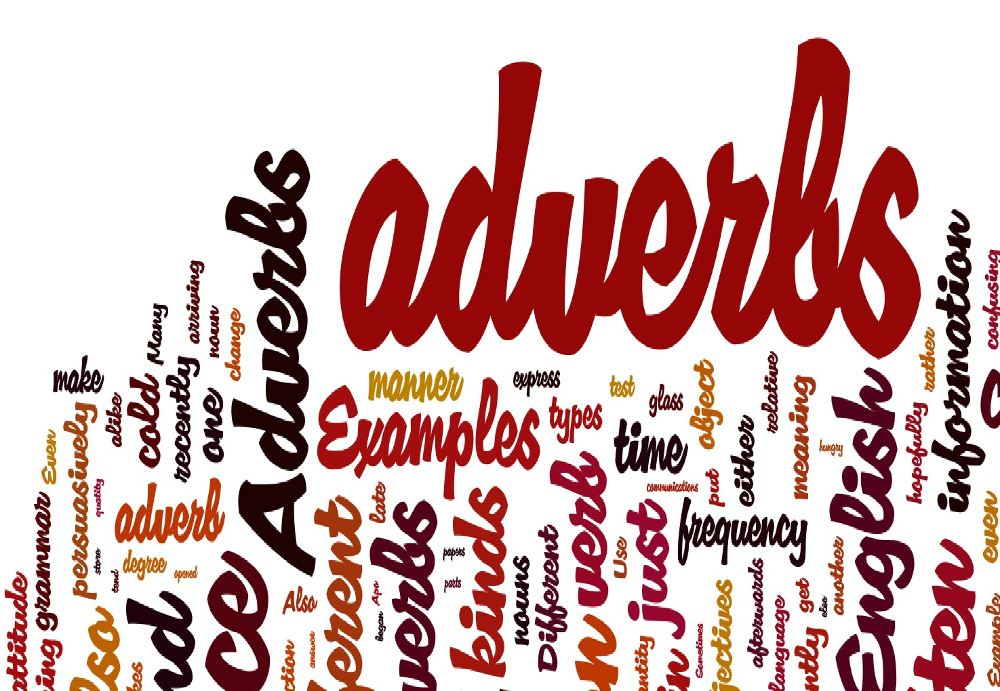 adverbs
Adverbs
information
confusing
arriving
Many
noun
change
rather
make
recently
cold
one
alike
manner
express
test
glass
object
relative
Examples
types
time
either
meaning
hungry
English
hopefully
Even
persuasively
quality
verb
communications
put
adverb
late
frequency
even
grammar
store
degree
opened
tend
papers
parts
kinds
nouns
Different
Use
just
another
afterwards
get
else
language
attitude
Also
began
answer
Sometimes
Example